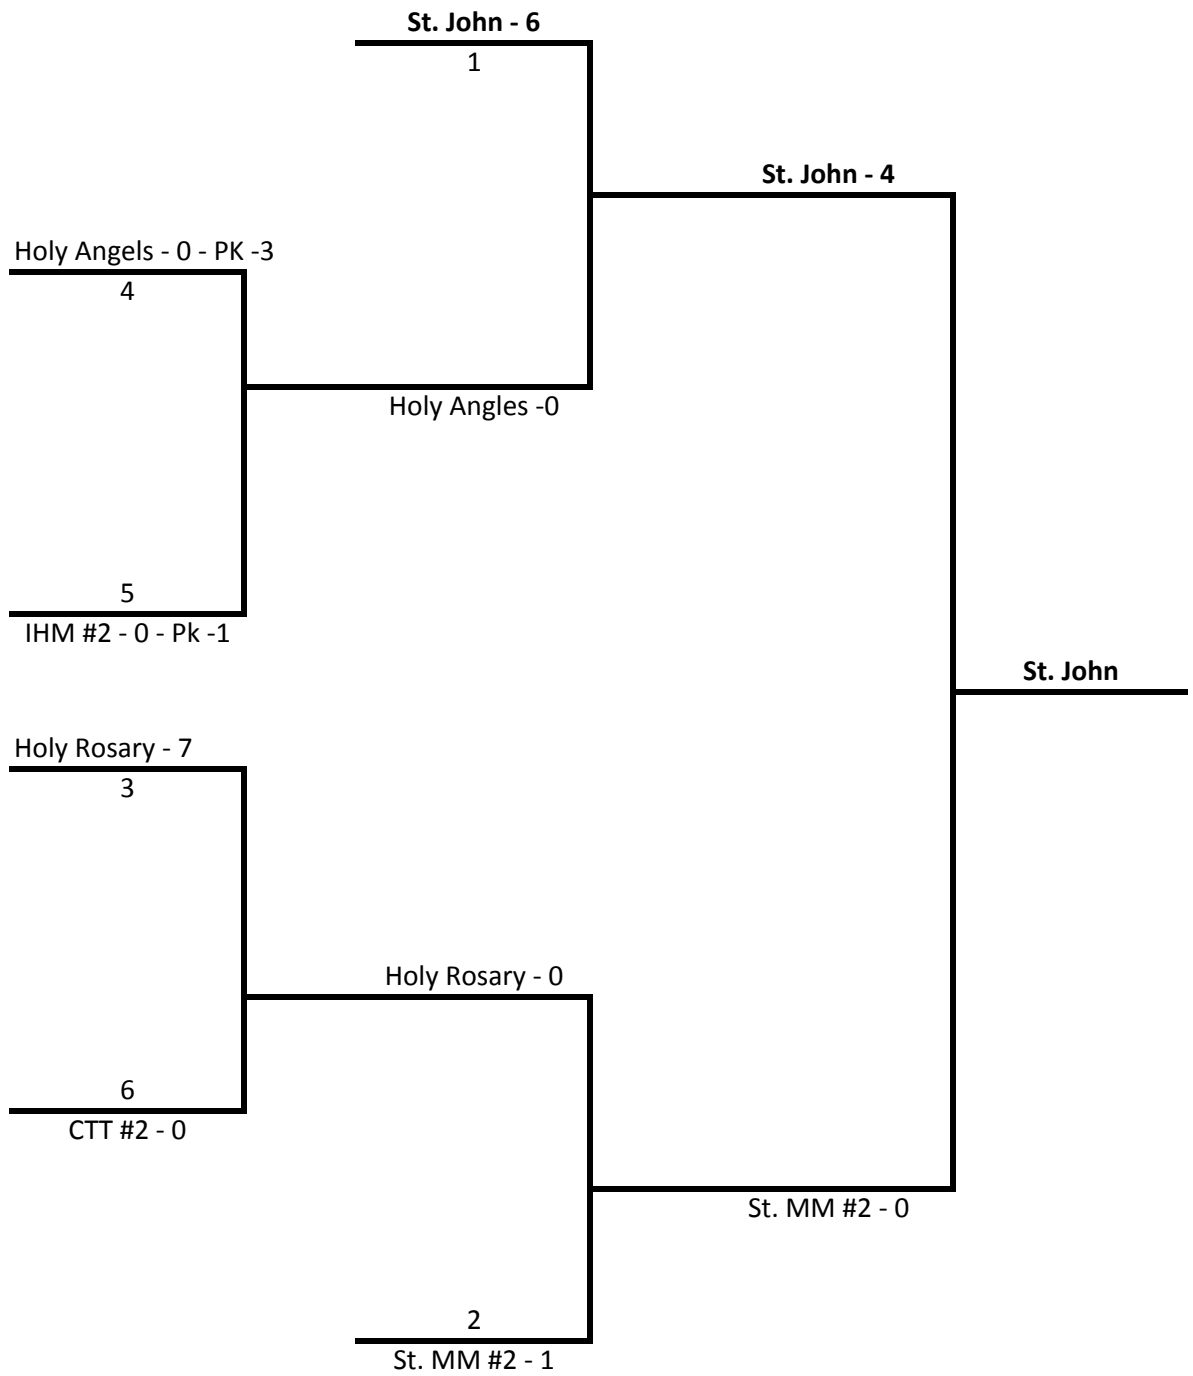 St. John - 6
1
St. John - 4
Holy Angels - 0 - PK -3
4
Holy Angles -0
5
IHM #2 - 0 - Pk -1
St. John
Holy Rosary - 7
3
Holy Rosary - 0
6
CTT #2 - 0
St. MM #2 - 0
2
St. MM #2 - 1